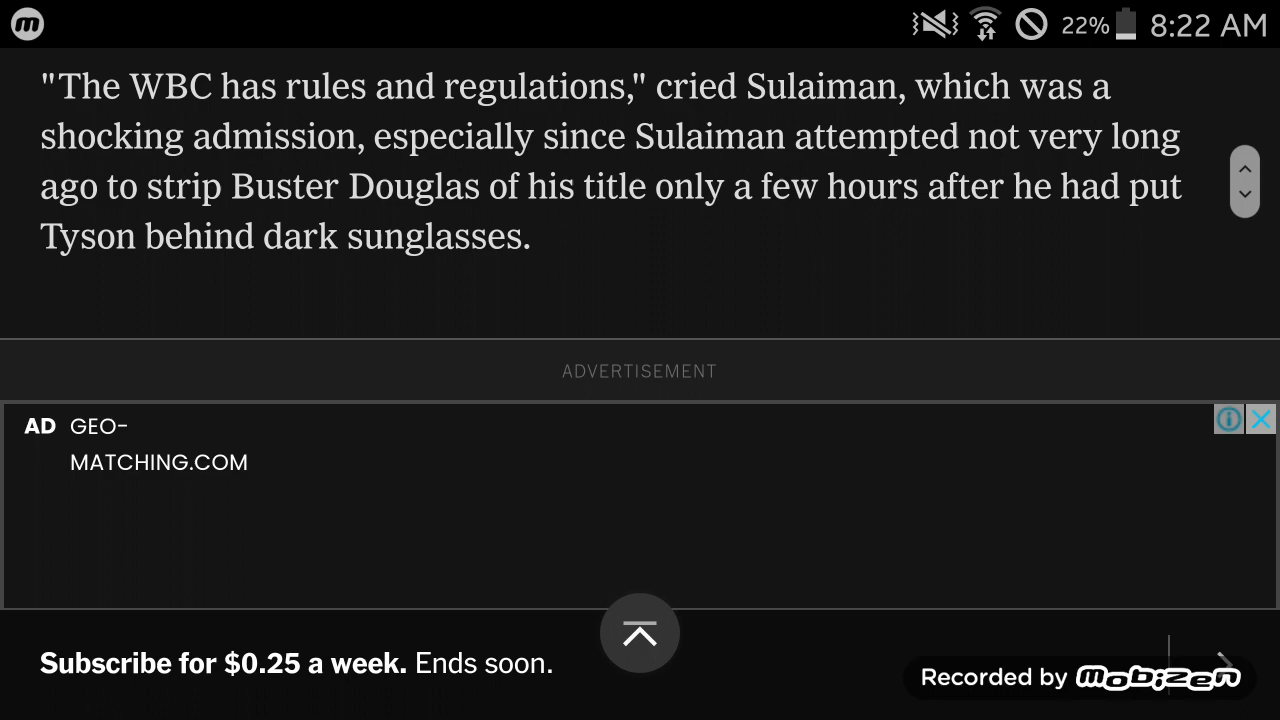 m
22% 8:22 AM
"The WBC has rules and regulations," cried Sulaiman, which was a
shocking admission, especially since Sulaiman attempted not very long
ago to strip Buster Douglas of his title only a few hours after he had put
Tyson behind dark sunglasses.
ADVERTISEMENT
AD GEO-
MATCHING.COM
Subscribe for $0.25 a week. Ends soon.
Recorded by mobizen